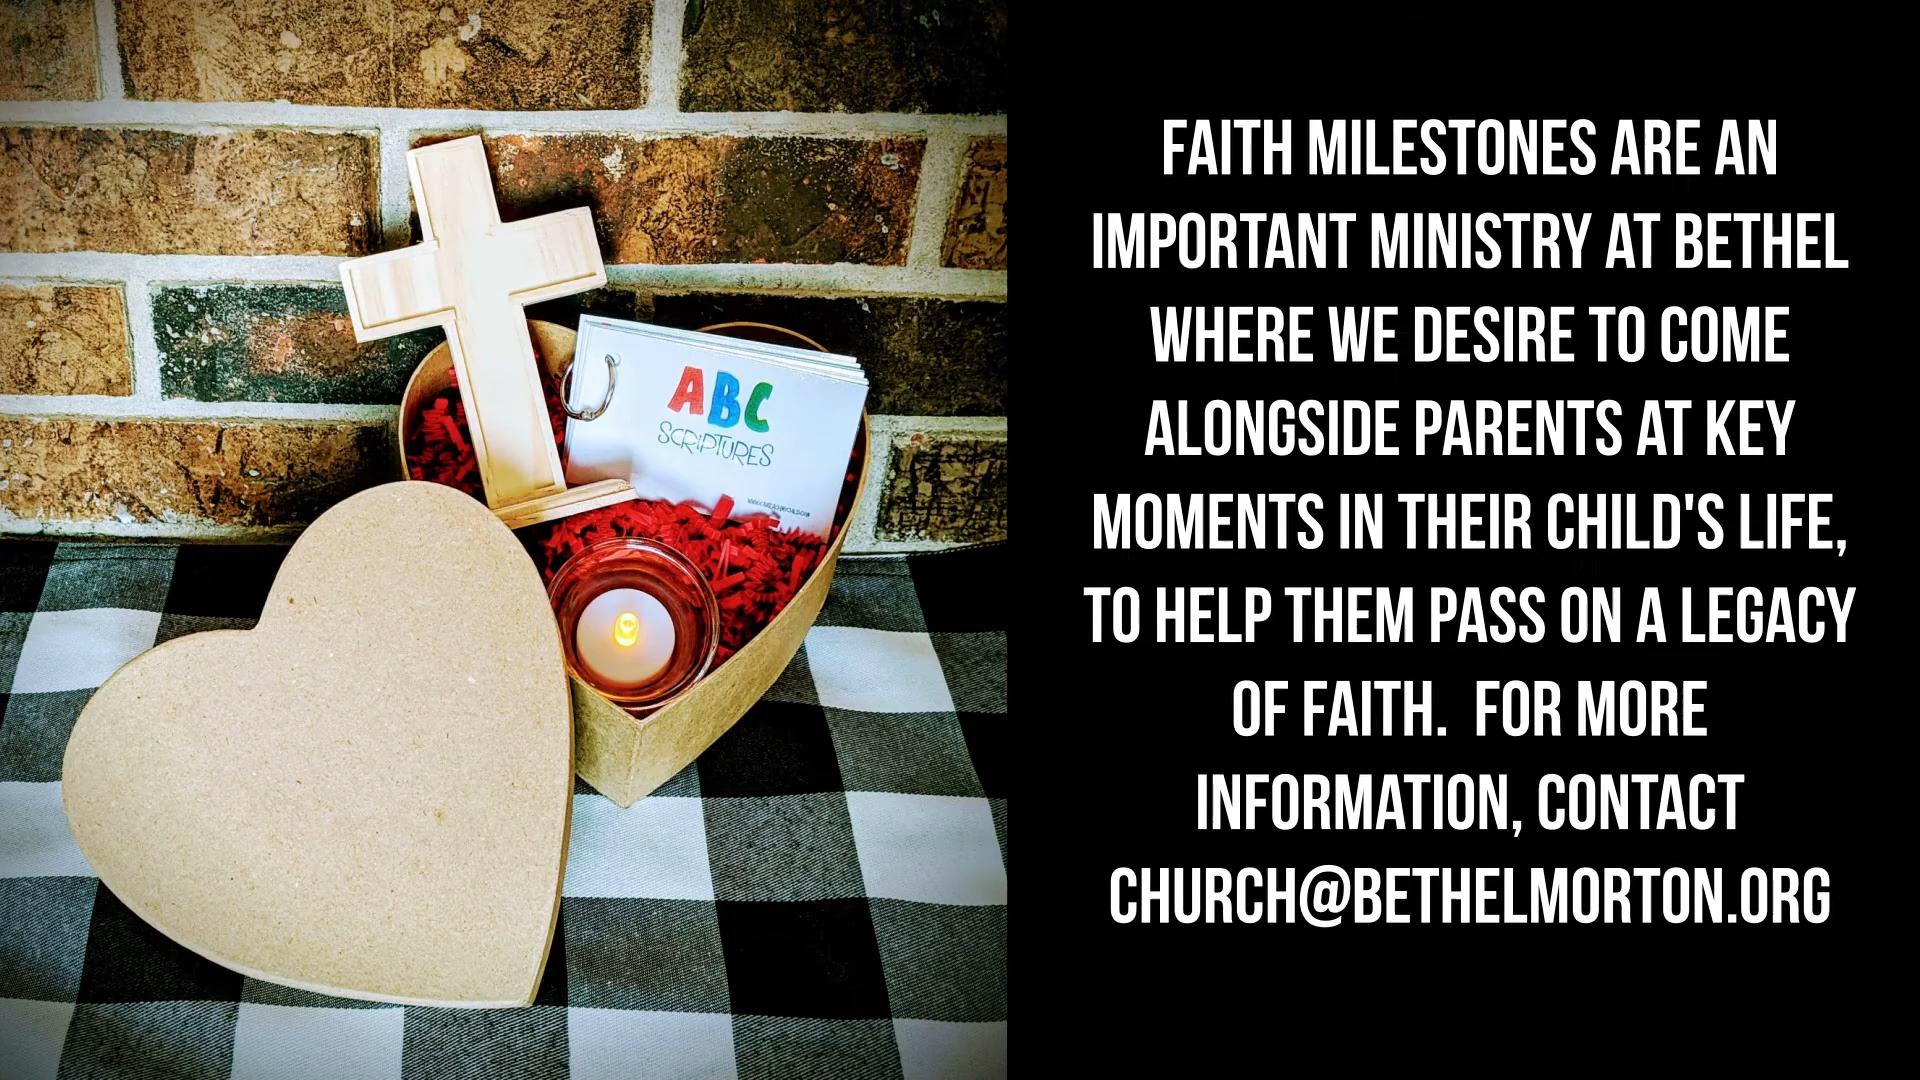 ABC
SCRIPTURES
FAITH MILESTONES ARE AN
IMPORTANT MINISTRY AT BETHEL
WHERE WE DESIRE TO COME
ALONGSIDE PARENTS AT KEY
MOMENTS IN THEIR CHILD'S LIFE,
TO HELP THEM PASS ON A LEGACY
OF FAITH.  FOR MORE
INFORMATION, CONTACT
CHURCH@BETHELMORTON.ORG